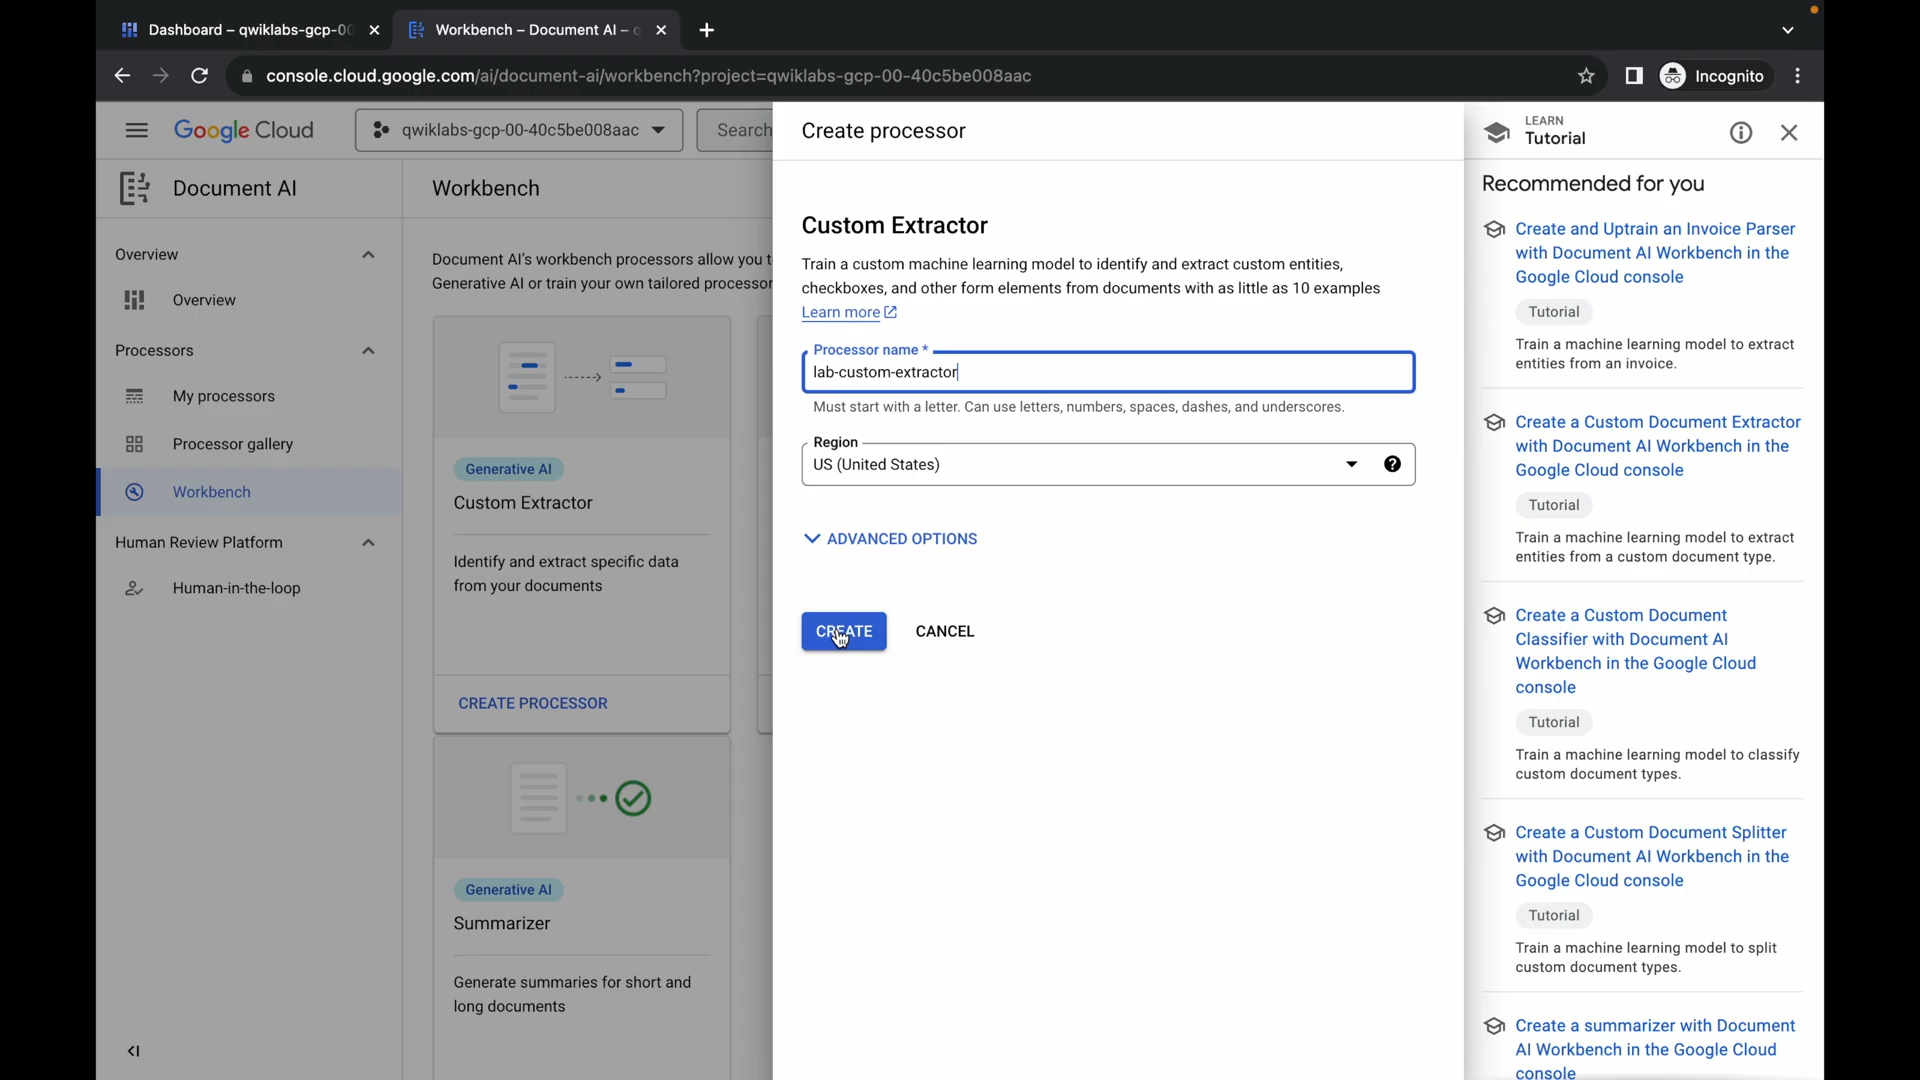 Dashboard – qwiklabs-gcp-00
Workbench – Document AI – q
console.cloud.google.com/ai/document-ai/workbench?project=qwiklabs-gcp-00-40c5be008aac
Incognito
Google Cloud
qwiklabs-gcp-00-40c5be008aac
Search
Document AI
Overview
Overview
Processors
My processors
Processor gallery
Workbench
Human Review Platform
Human-in-the-loop
Workbench
Document AI's workbench processors allow you t
Generative AI or train your own tailored processor
Generative AI
Custom Extractor
Identify and extract specific data
from your documents
CREATE PROCESSOR
Generative AI
Summarizer
Generate summaries for short and
long documents
Create processor
Custom Extractor
Train a custom machine learning model to identify and extract custom entities,
checkboxes, and other form elements from documents with as little as 10 examples
Learn more
Processor name *
lab-custom-extractor
Must start with a letter. Can use letters, numbers, spaces, dashes, and underscores.
Region
US (United States)
ADVANCED OPTIONS
CREATE
CANCEL
LEARN
Tutorial
Recommended for you
Create and Uptrain an Invoice Parser
with Document AI Workbench in the
Google Cloud console
Tutorial
Train a machine learning model to extract
entities from an invoice.
Create a Custom Document Extractor
with Document AI Workbench in the
Google Cloud console
Tutorial
Train a machine learning model to extract
entities from a custom document type.
Create a Custom Document
Classifier with Document AI
Workbench in the Google Cloud
console
Tutorial
Train a machine learning model to classify
custom document types.
Create a Custom Document Splitter
with Document AI Workbench in the
Google Cloud console
Tutorial
Train a machine learning model to split
custom document types.
Create a summarizer with Document
AI Workbench in the Google Cloud
console